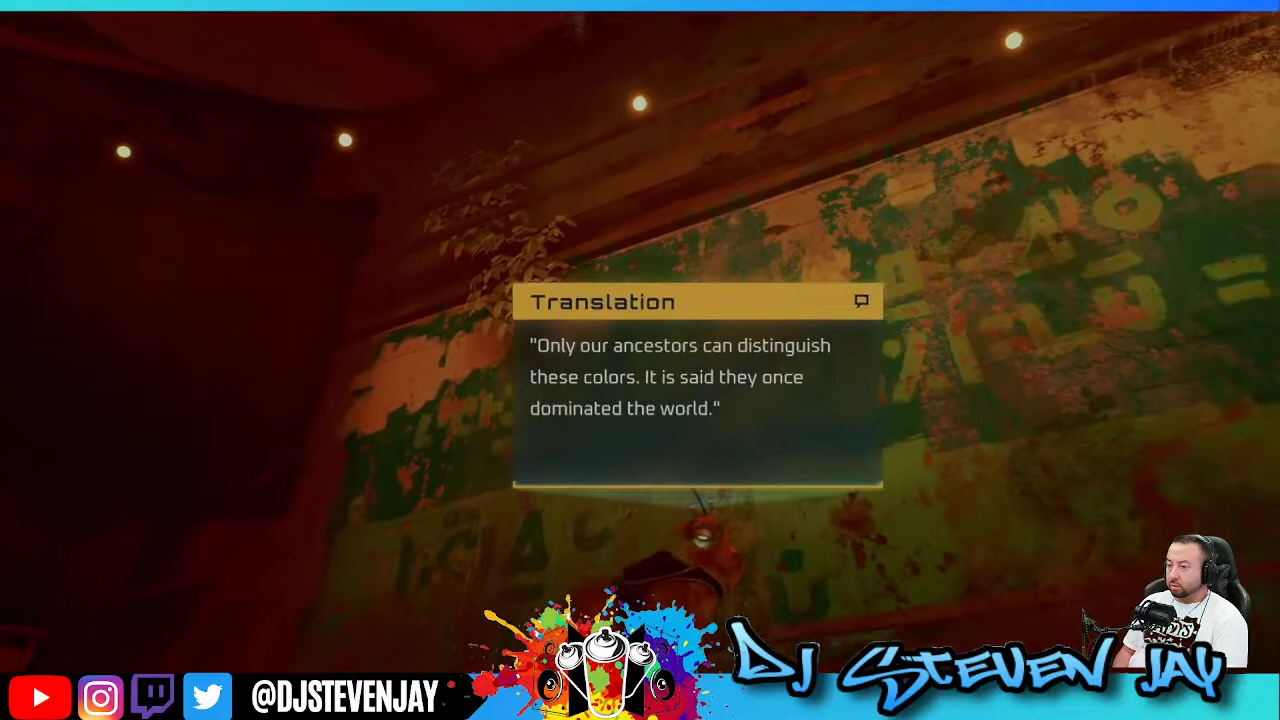 Translation
"Only our ancestors can distinguish
these colors. It is said they once
dominated the world."
@DJSTEVENJAY
DJ STEVEN JAY